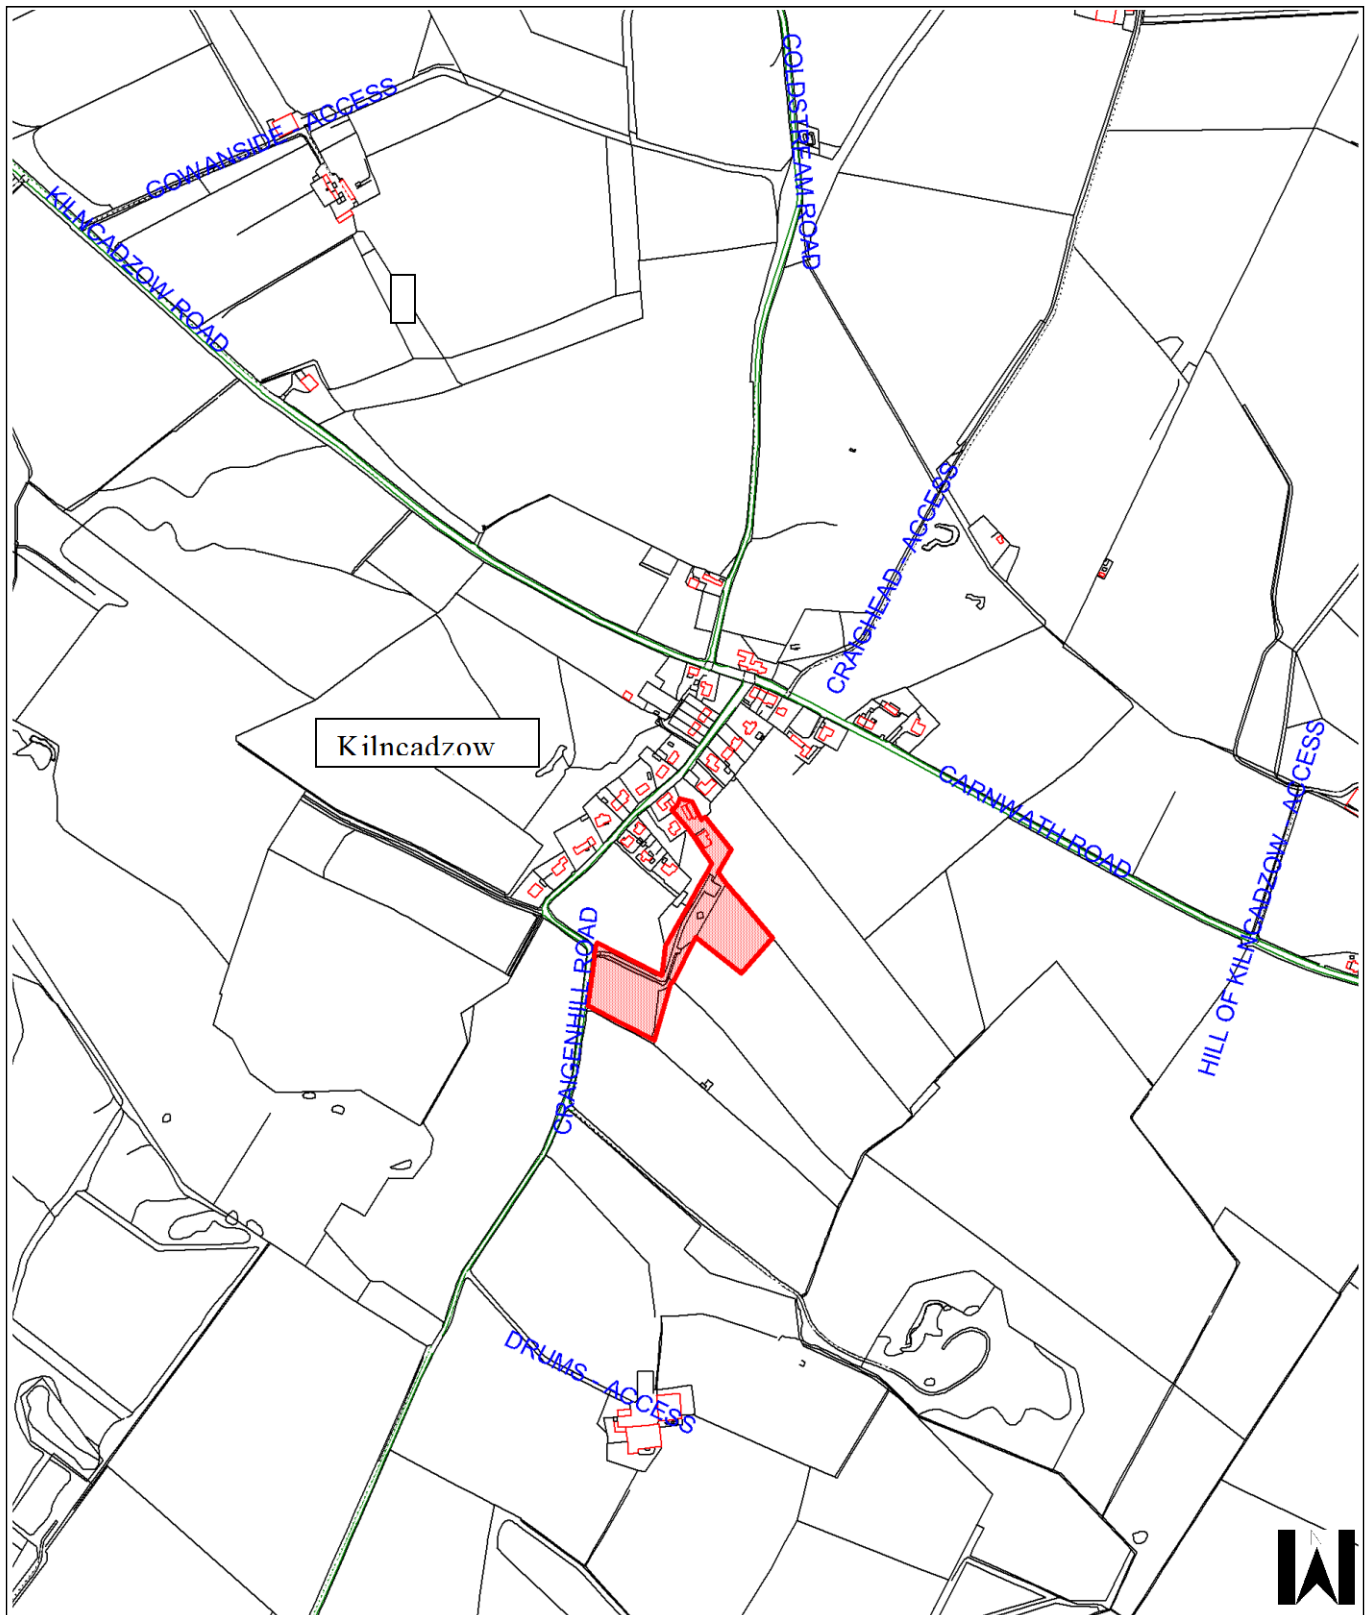 COLDSTREAM ROAD
GOWANSIDE - ACCESS
KILNCADZOW ROAD
CRAIGHEAD - ACCESS
Kilncadzow
CARNWATH ROAD
HILL OF KILNCADZOW - ACCESS
CRAIGENHILL ROAD
DRUMS - ACCESS
N